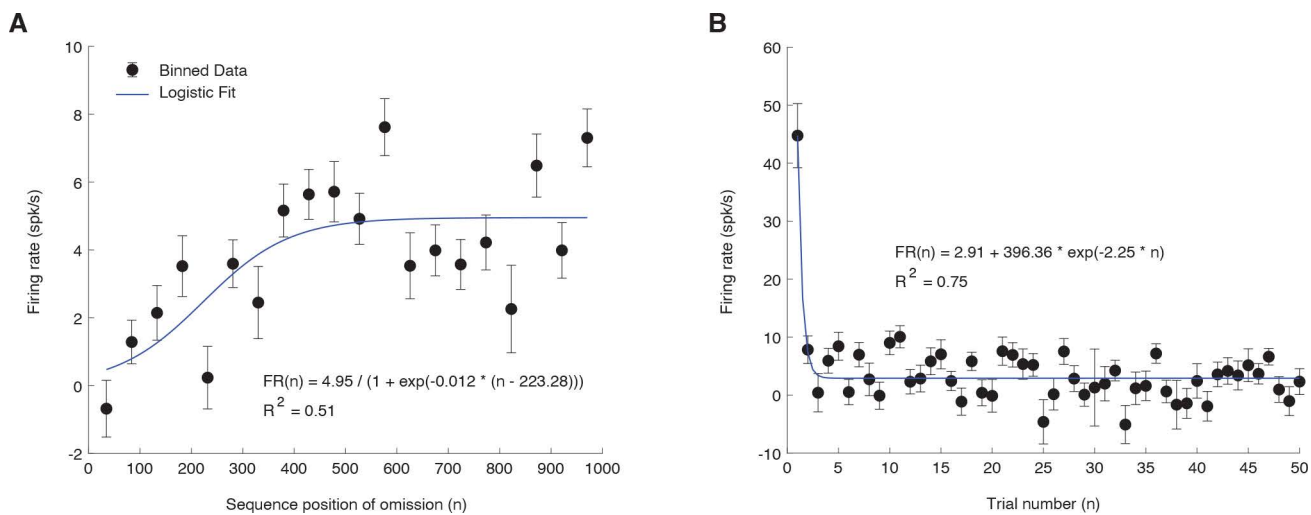 A
10
8
6
4
2
0
-2
Firing rate (spk/s)
Binned Data
Logistic Fit
FR(n) = 4.95 / (1 + exp(-0.012 * (n - 223.28)))
R2 = 0.51
0 100 200 300 400 500 600 700 800 900 1000
Sequence position of omission (n)
B
60
50
40
30
20
10
0
-10
Firing rate (spk/s)
FR(n) = 2.91 + 396.36 * exp(-2.25 * n)
R2 = 0.75
0 5 10 15 20 25 30 35 40 45 50
Trial number (n)